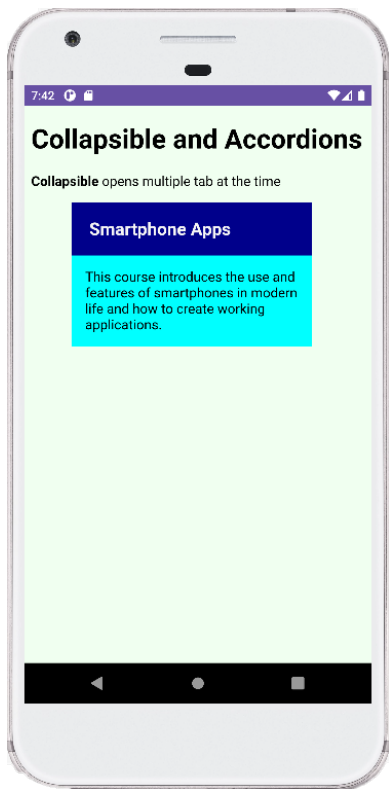 7:42
Collapsible and Accordions
Collapsible opens multiple tab at the time
Smartphone Apps
This course introduces the use and
features of smartphones in modern
life and how to create working
applications.